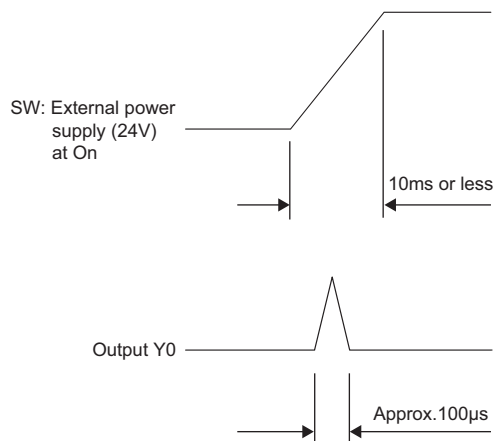 SW: External power
supply (24V)
at On
10ms or less
Output Y0
Approx.100µs